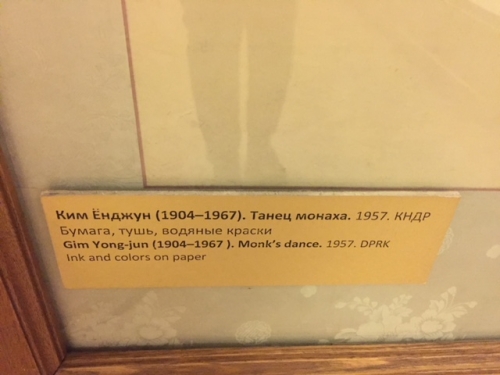 Ким Ёнджун (1904–1967). Танец монаха. 1957. КНДР
Бумага, тушь, водяные краски
Gim Yong-jun (1904–1967 ). Monk's dance. 1957. DPRK
Ink and colors on paper